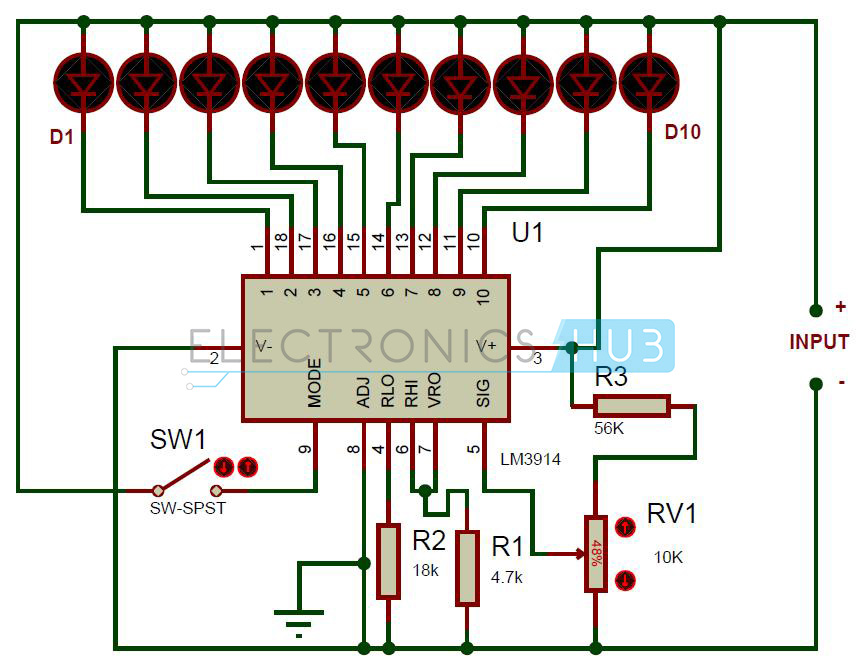 D1
D10
U1
1 18 17 16 15 14 13 12 11 10
1 2 3 4 5 6 7 8 9 10
ELECTRONICS HUB
2 V- V+ 3
MODE ADJ RLO RHI VRO SIG
9 8 4 6 7 5
LM3914
+
INPUT
-
R3
56K
SW1
SW-SPST
R2
18k
R1
4.7k
RV1
10K
48%